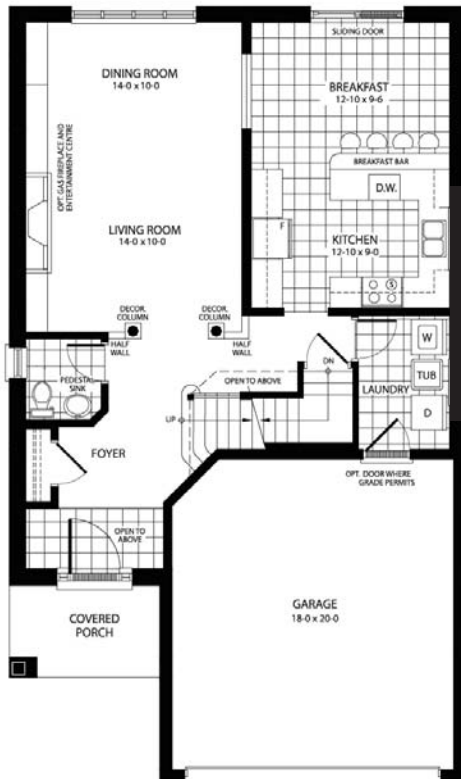 SLIDING DOOR
DINING ROOM
14-0 x 10-0
BREAKFAST
12-10 x 9-6
OPT. GAS FIREPLACE AND
ENTERTAINMENT CENTRE
BREAKFAST BAR
D.W.
LIVING ROOM
14-0 x 10-0
F
KITCHEN
12-10 x 9-0
DECOR.
COLUMN
DECOR.
COLUMN
HALF
WALL
HALF
WALL
W
DN
PEDESTAL
SINK
OPEN TO ABOVE
LAUNDRY
TUB
D
UP
FOYER
OPT. DOOR WHERE
GRADE PERMITS
OPEN TO
ABOVE
GARAGE
18-0 x 20-0
COVERED
PORCH